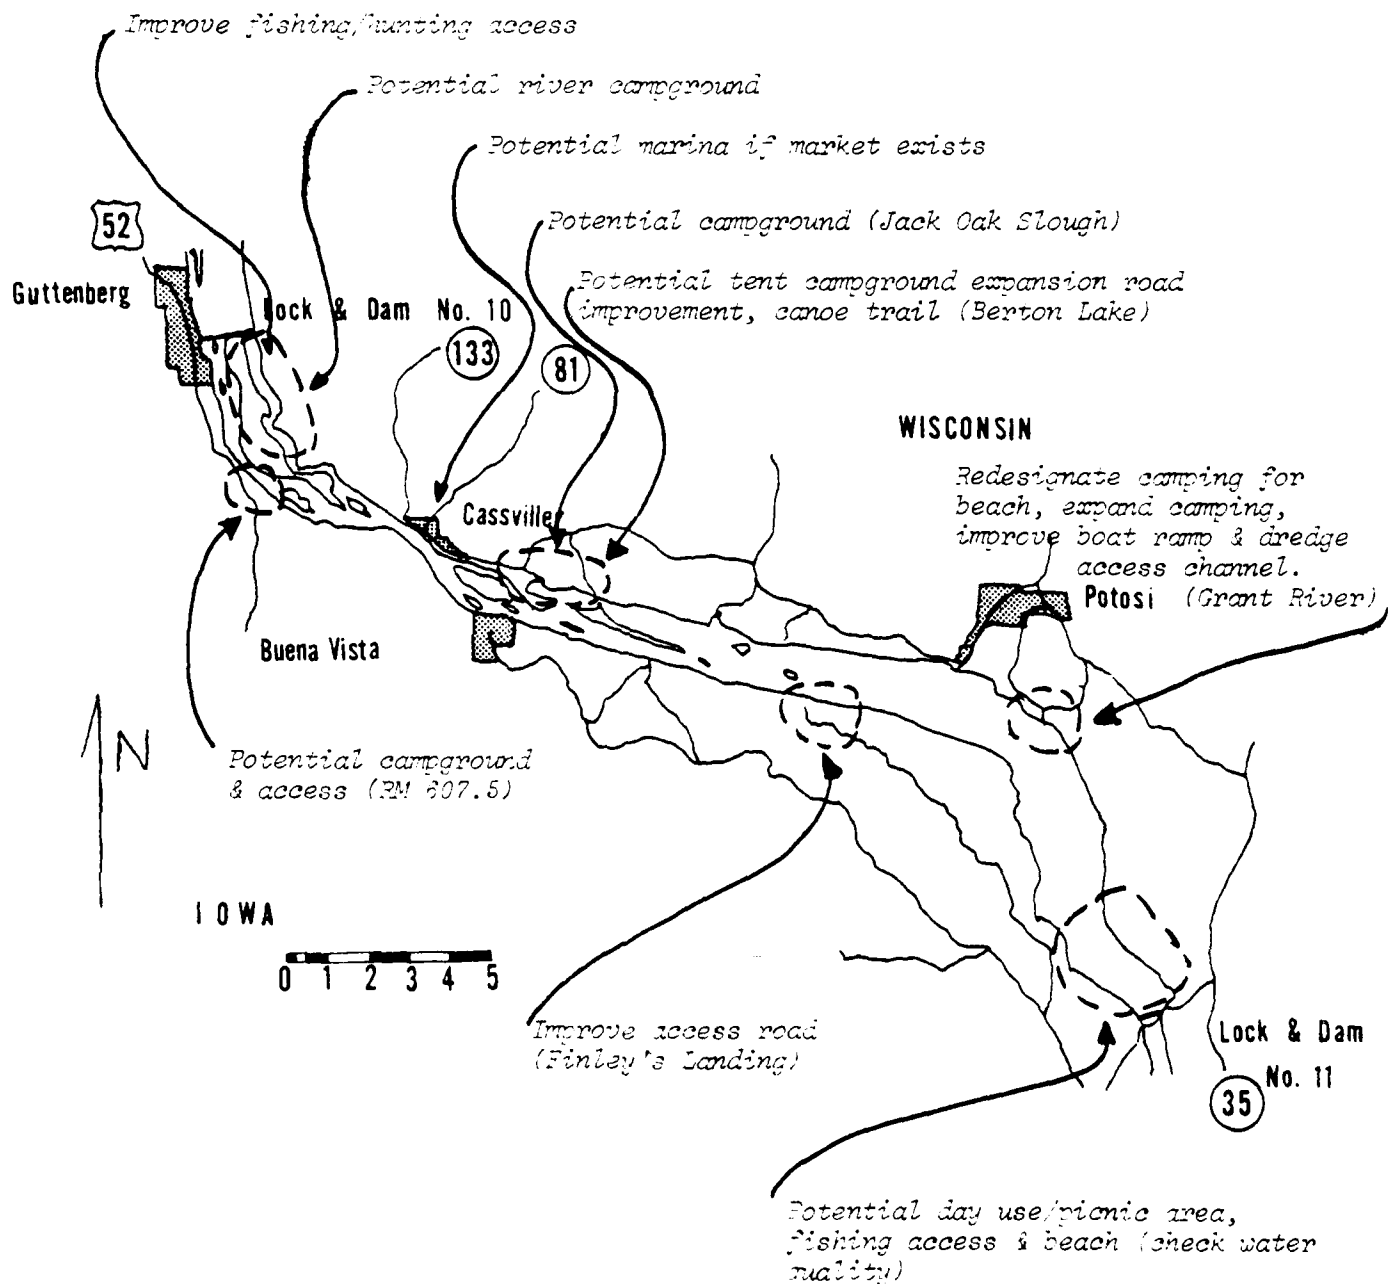 Improve fishing/hunting access
Potential river campground
Potential marina if market exists
Potential campground (Jack Oak Slough)
Potential tent campground expansion road
improvement, canoe trail (Berton Lake)
52
Guttenberg
Lock & Dam No. 10
133
81
WISCONSIN
Redesignate camping for
beach, expand camping,
improve boat ramp & dredge
access channel.
Potosi (Grant River)
Cassville
Buena Vista
N
Potential campground
& access (RM 607.5)
IOWA
0 1 2 3 4 5
Improve access road
(Finley's Landing)
Lock & Dam
No. 11
35
Potential day use/picnic area,
fishing access & beach (check water
quality)